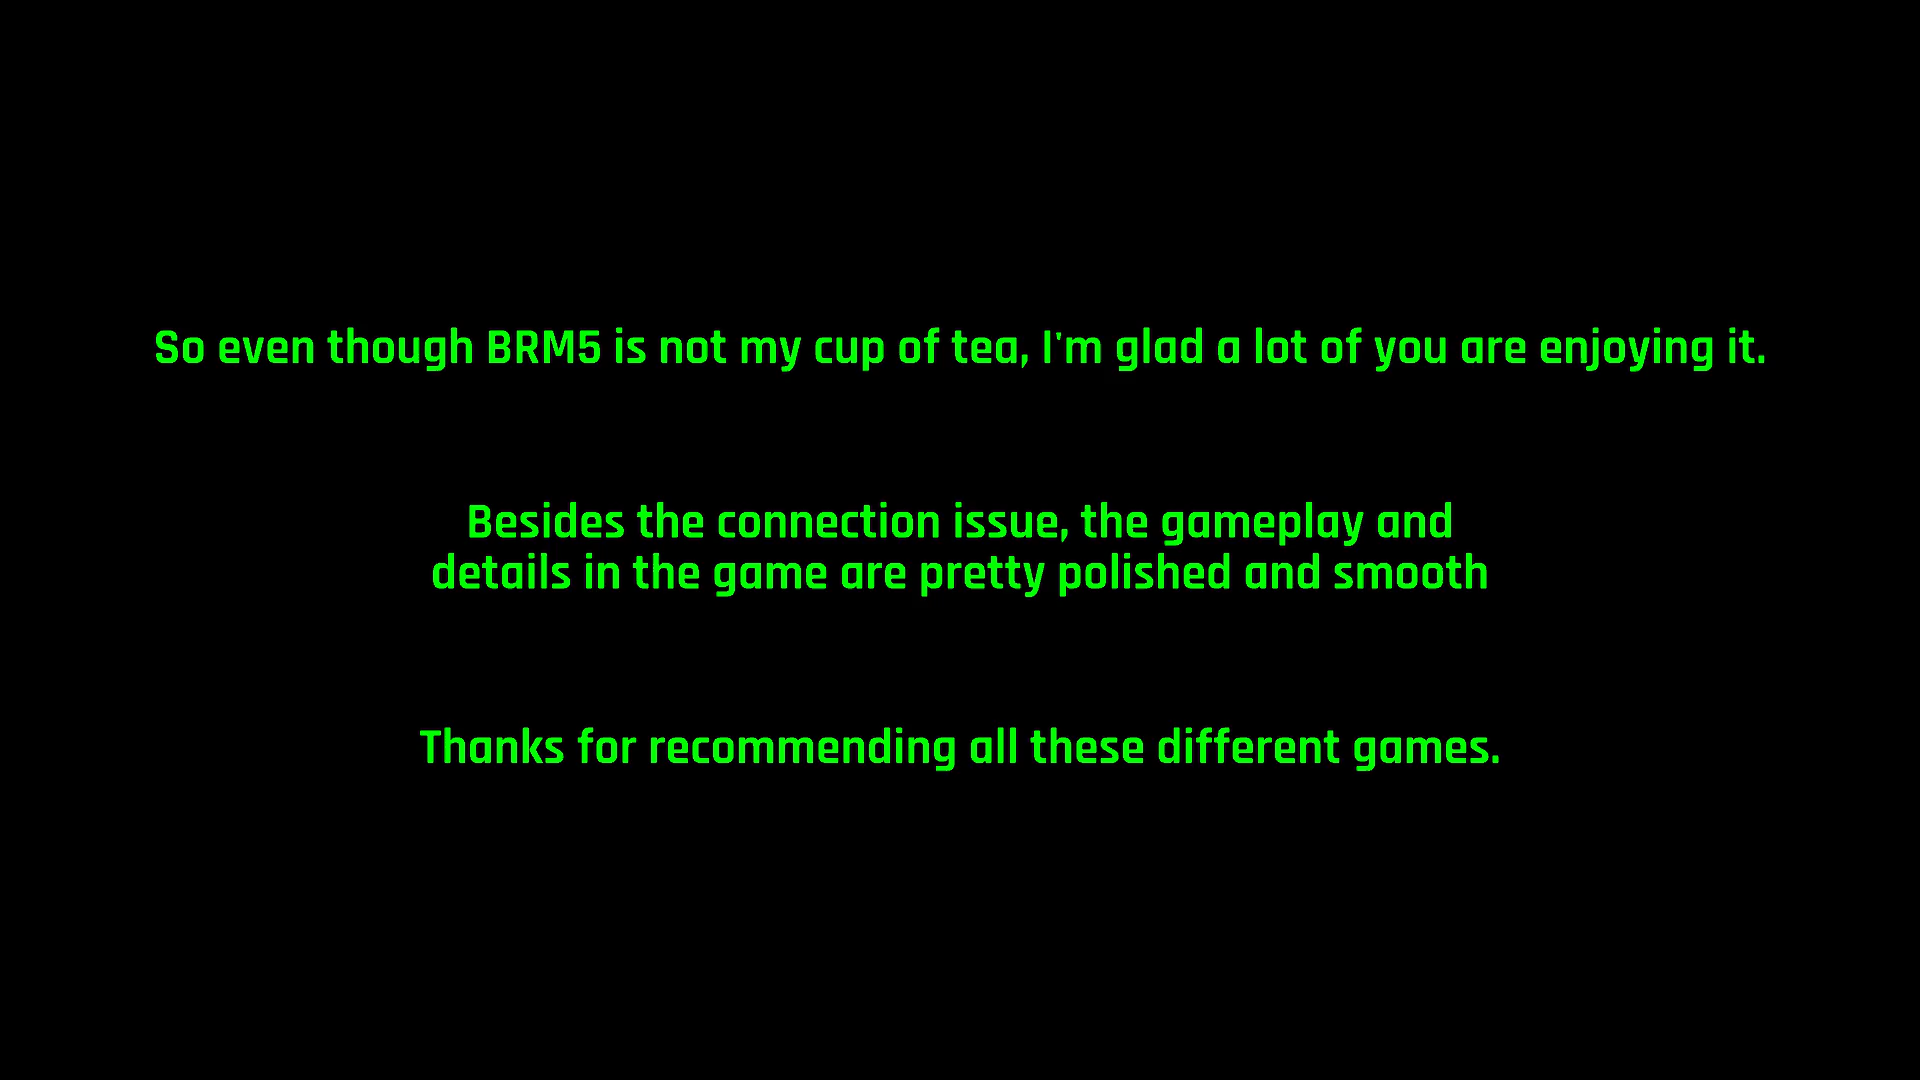 So even though BRM5 is not my cup of tea, I'm glad a lot of you are enjoying it.
Besides the connection issue, the gameplay and
details in the game are pretty polished and smooth
Thanks for recommending all these different games.